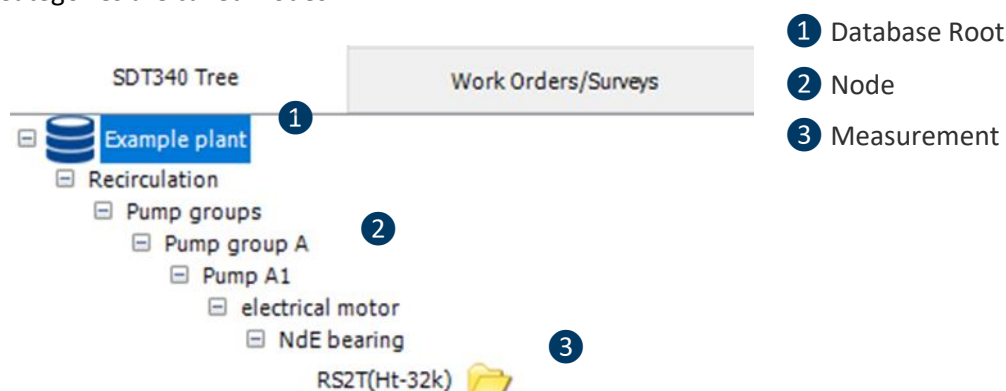 SDT340 Tree
Work Orders/Surveys
1 Database Root
2 Node
3 Measurement
1
Example plant
Recirculation
Pump groups
2
Pump group A
Pump A1
electrical motor
NdE bearing
3
RS2T(Ht-32k)